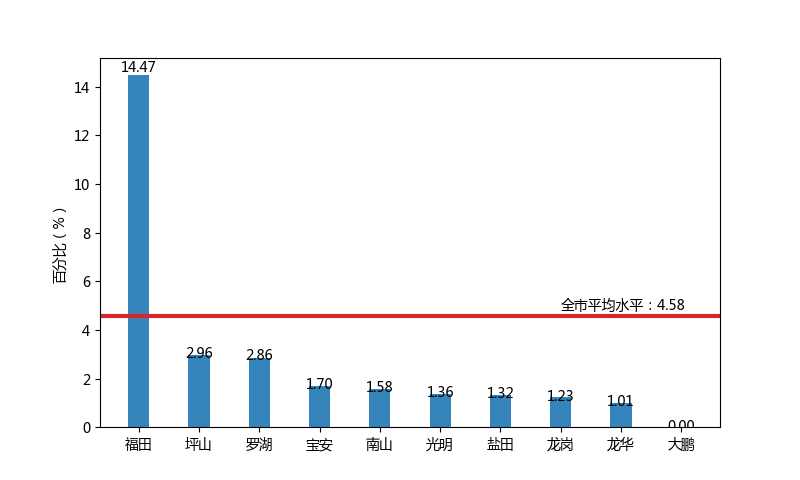 14.47
14
12
10
8
6
4
2
0
百分比（%）
全市平均水平：4.58
2.96
2.86
1.70
1.58
1.36
1.32
1.23
1.01
0.00
福田
坪山
罗湖
宝安
南山
光明
盐田
龙岗
龙华
大鹏